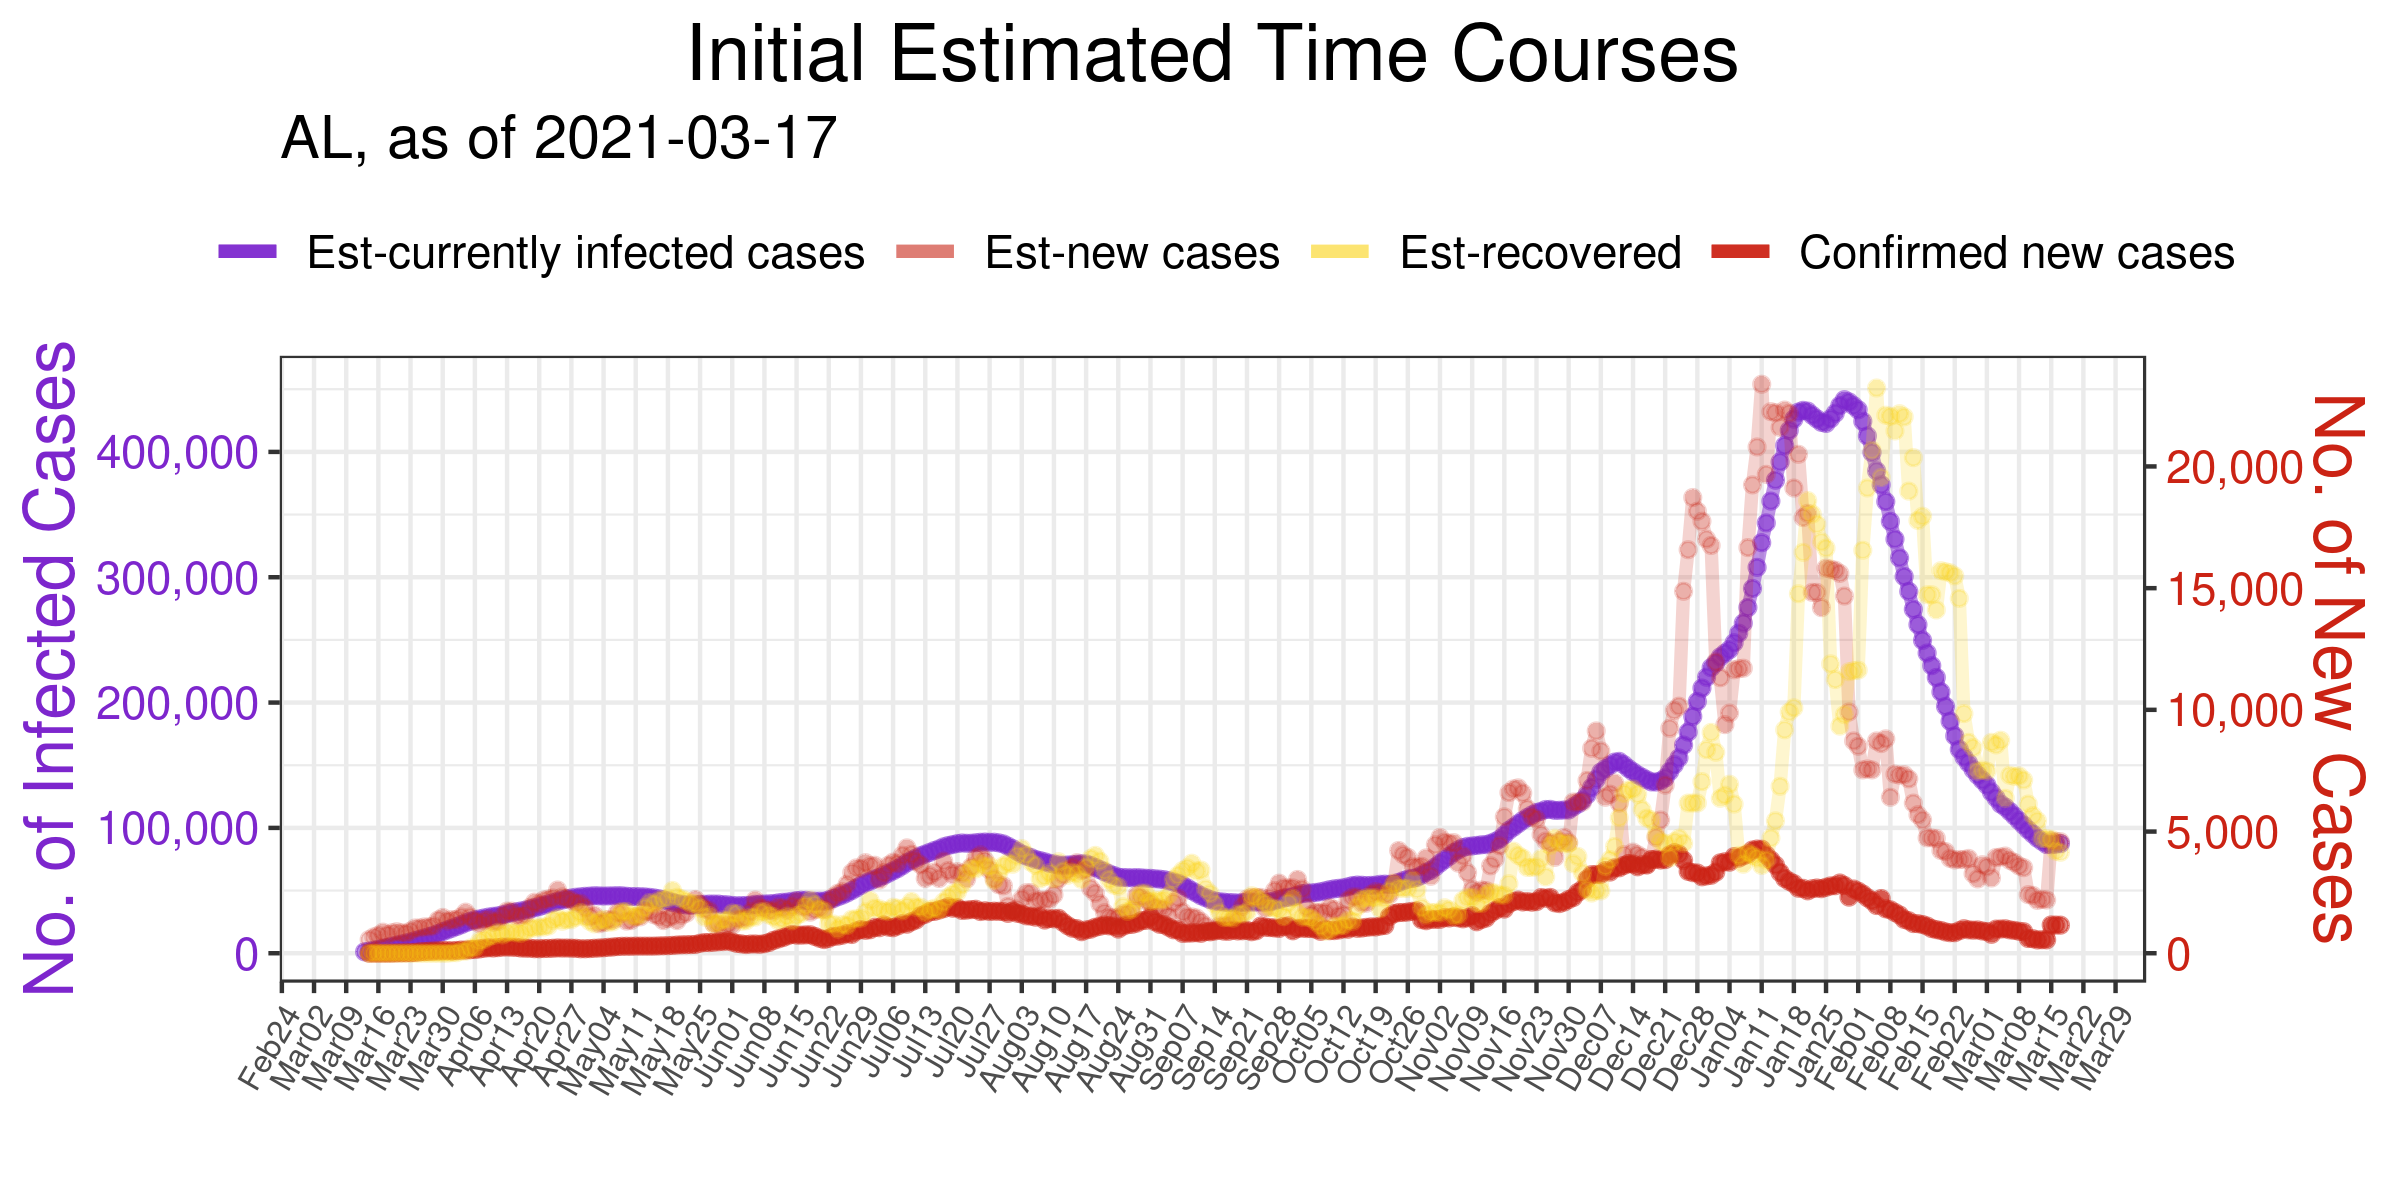 Initial Estimated Time Courses
AL, as of 2021-03-17
Est-currently infected cases
Est-new cases
Est-recovered
Confirmed new cases
No. of Infected Cases
400,000
300,000
200,000
100,000
0
20,000
15,000
10,000
5,000
0
No. of New Cases
Feb24
Mar02
Mar09
Mar16
Mar23
Mar30
Apr06
Apr13
Apr20
Apr27
May04
May11
May18
May25
Jun01
Jun08
Jun15
Jun22
Jun29
Jul06
Jul13
Jul20
Jul27
Aug03
Aug10
Aug17
Aug24
Aug31
Sep07
Sep14
Sep21
Sep28
Oct05
Oct12
Oct19
Oct26
Nov02
Nov09
Nov16
Nov23
Nov30
Dec07
Dec14
Dec21
Dec28
Jan04
Jan11
Jan18
Jan25
Feb01
Feb08
Feb15
Feb22
Mar01
Mar08
Mar15
Mar22
Mar29